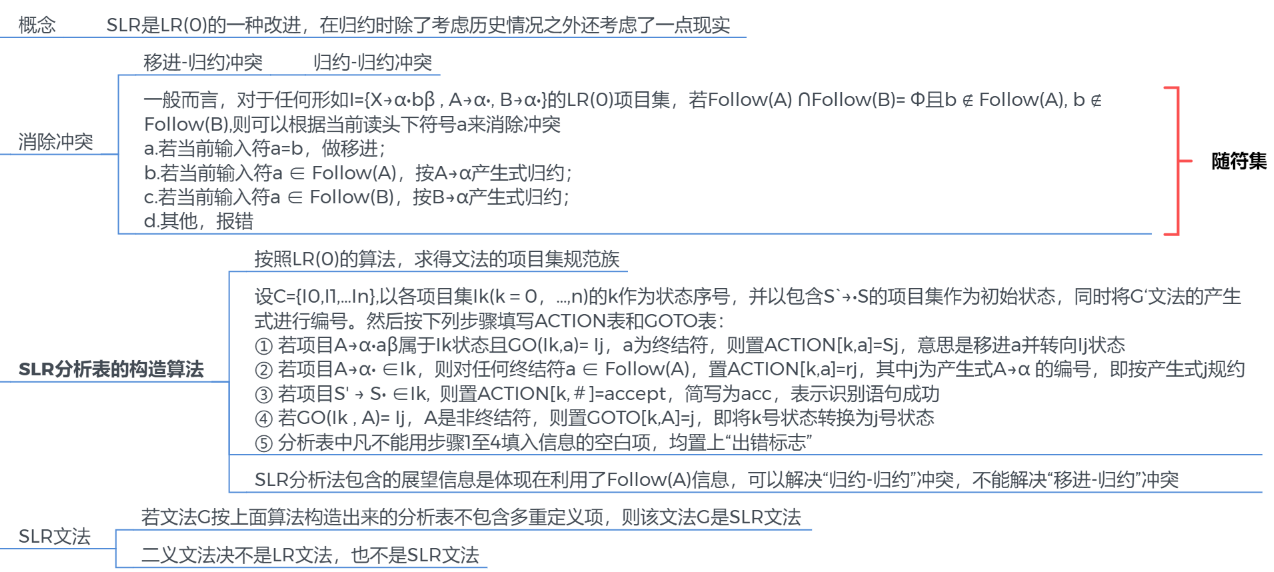 概念
SLR是LR(0)的一种改进，在归约时除了考虑历史情况之外还考虑了一点现实
消除冲突
移进-归约冲突
归约-归约冲突
一般而言，对于任何形如I={X→α·bβ , A→α·, B→α·}的LR(0)项目集，若Follow(A) ∩Follow(B)= Φ且b ∉ Follow(A), b ∉
Follow(B),则可以根据当前读头下符号a来消除冲突
a.若当前输入符a=b，做移进；
b.若当前输入符a ∈ Follow(A)，按A→α产生式归约；
c.若当前输入符a ∈ Follow(B)，按B→α产生式归约；
d.其他，报错
随符集
SLR分析表的构造算法
按照LR(0)的算法，求得文法的项目集规范族
设C={I0,I1,...In},以各项目集Ik(k＝0，...,n)的k作为状态序号，并以包含S`→·S的项目集作为初始状态，同时将G‘文法的产生
式进行编号。然后按下列步骤填写ACTION表和GOTO表：
① 若项目A→α·aβ属于Ik状态且GO(Ik,a)= Ij，a为终结符，则置ACTION[k,a]=Sj，意思是移进a并转向Ij状态
② 若项目A→α· ∈Ik，则对任何终结符a ∈ Follow(A)，置ACTION[k,a]=rj，其中j为产生式A→α 的编号，即按产生式j规约
③ 若项目S' → S· ∈Ik, 则置ACTION[k,＃]=accept，简写为acc，表示识别语句成功
④ 若GO(Ik , A)= Ij，A是非终结符，则置GOTO[k,A]=j，即将k号状态转换为j号状态
⑤ 分析表中凡不能用步骤1至4填入信息的空白项，均置上“出错标志”
SLR分析法包含的展望信息是体现在利用了Follow(A)信息，可以解决“归约-归约”冲突，不能解决“移进-归约”冲突
SLR文法
若文法G按上面算法构造出来的分析表不包含多重定义项，则该文法G是SLR文法
二义文法决不是LR文法，也不是SLR文法